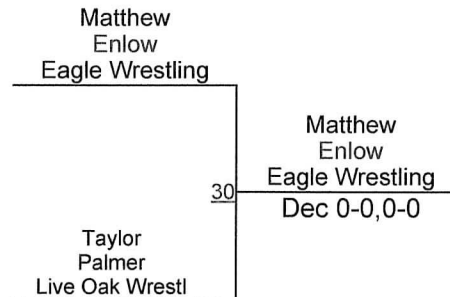 Matthew
Enlow
Eagle Wrestling
Matthew
Enlow
Eagle Wrestling
30
Dec 0-0,0-0
Taylor
Palmer
Live Oak Wrestl